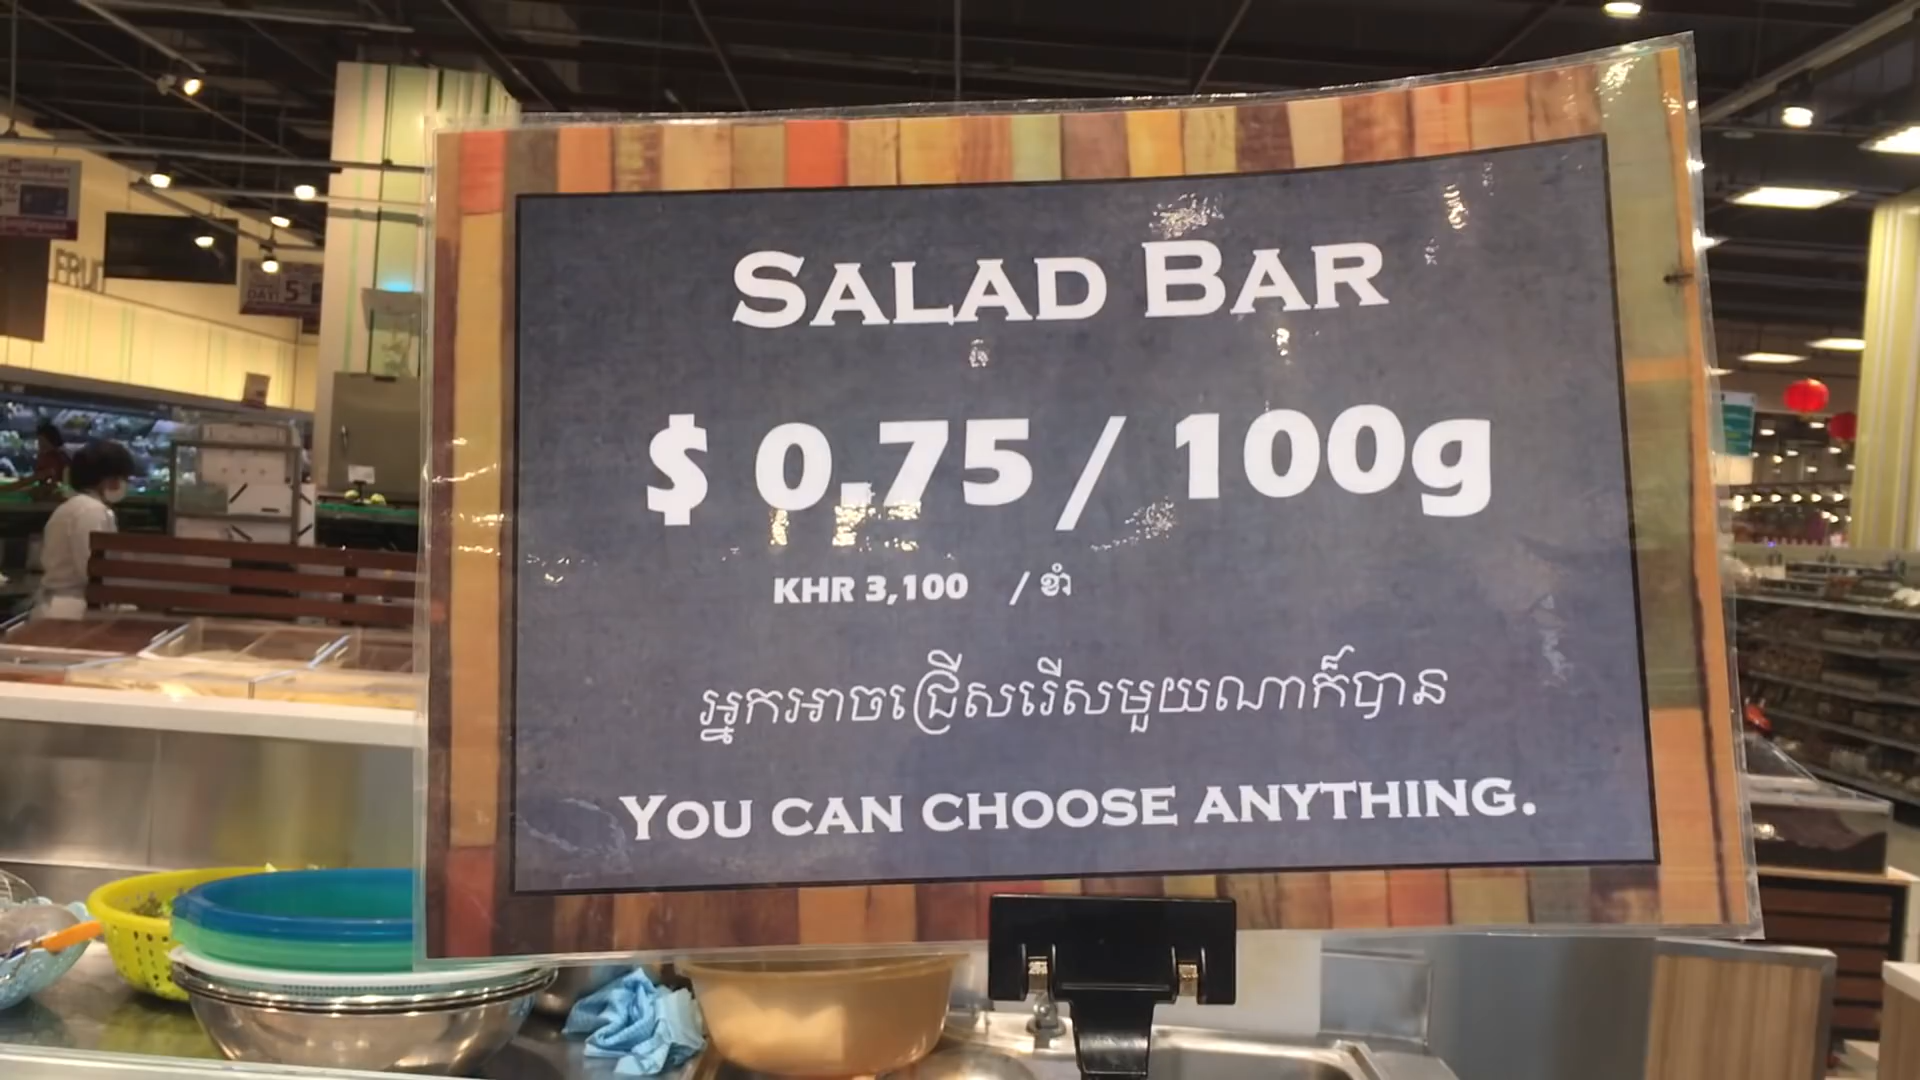 SALAD BAR
$ 0.75 / 100g
KHR 3,100 / ខាំ
អ្នកអាចជ្រើសរើសមួយណាក៏បាន
YOU CAN CHOOSE ANYTHING.